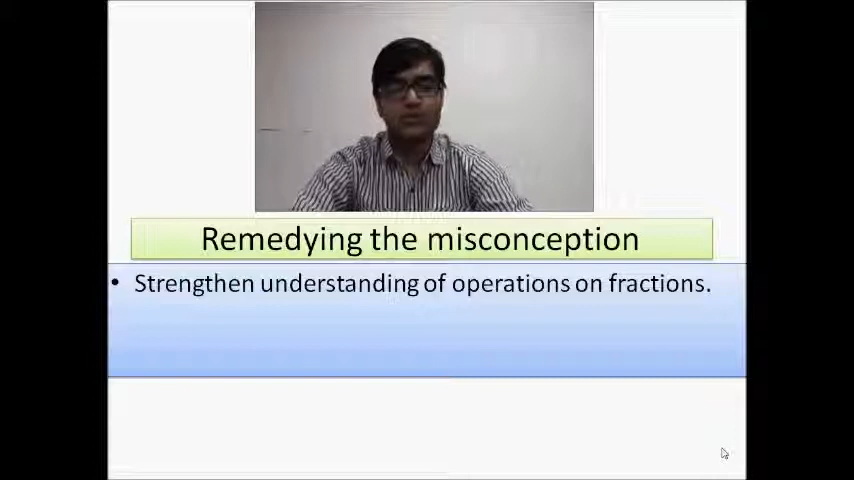 Remedying the misconception
• Strengthen understanding of operations on fractions.